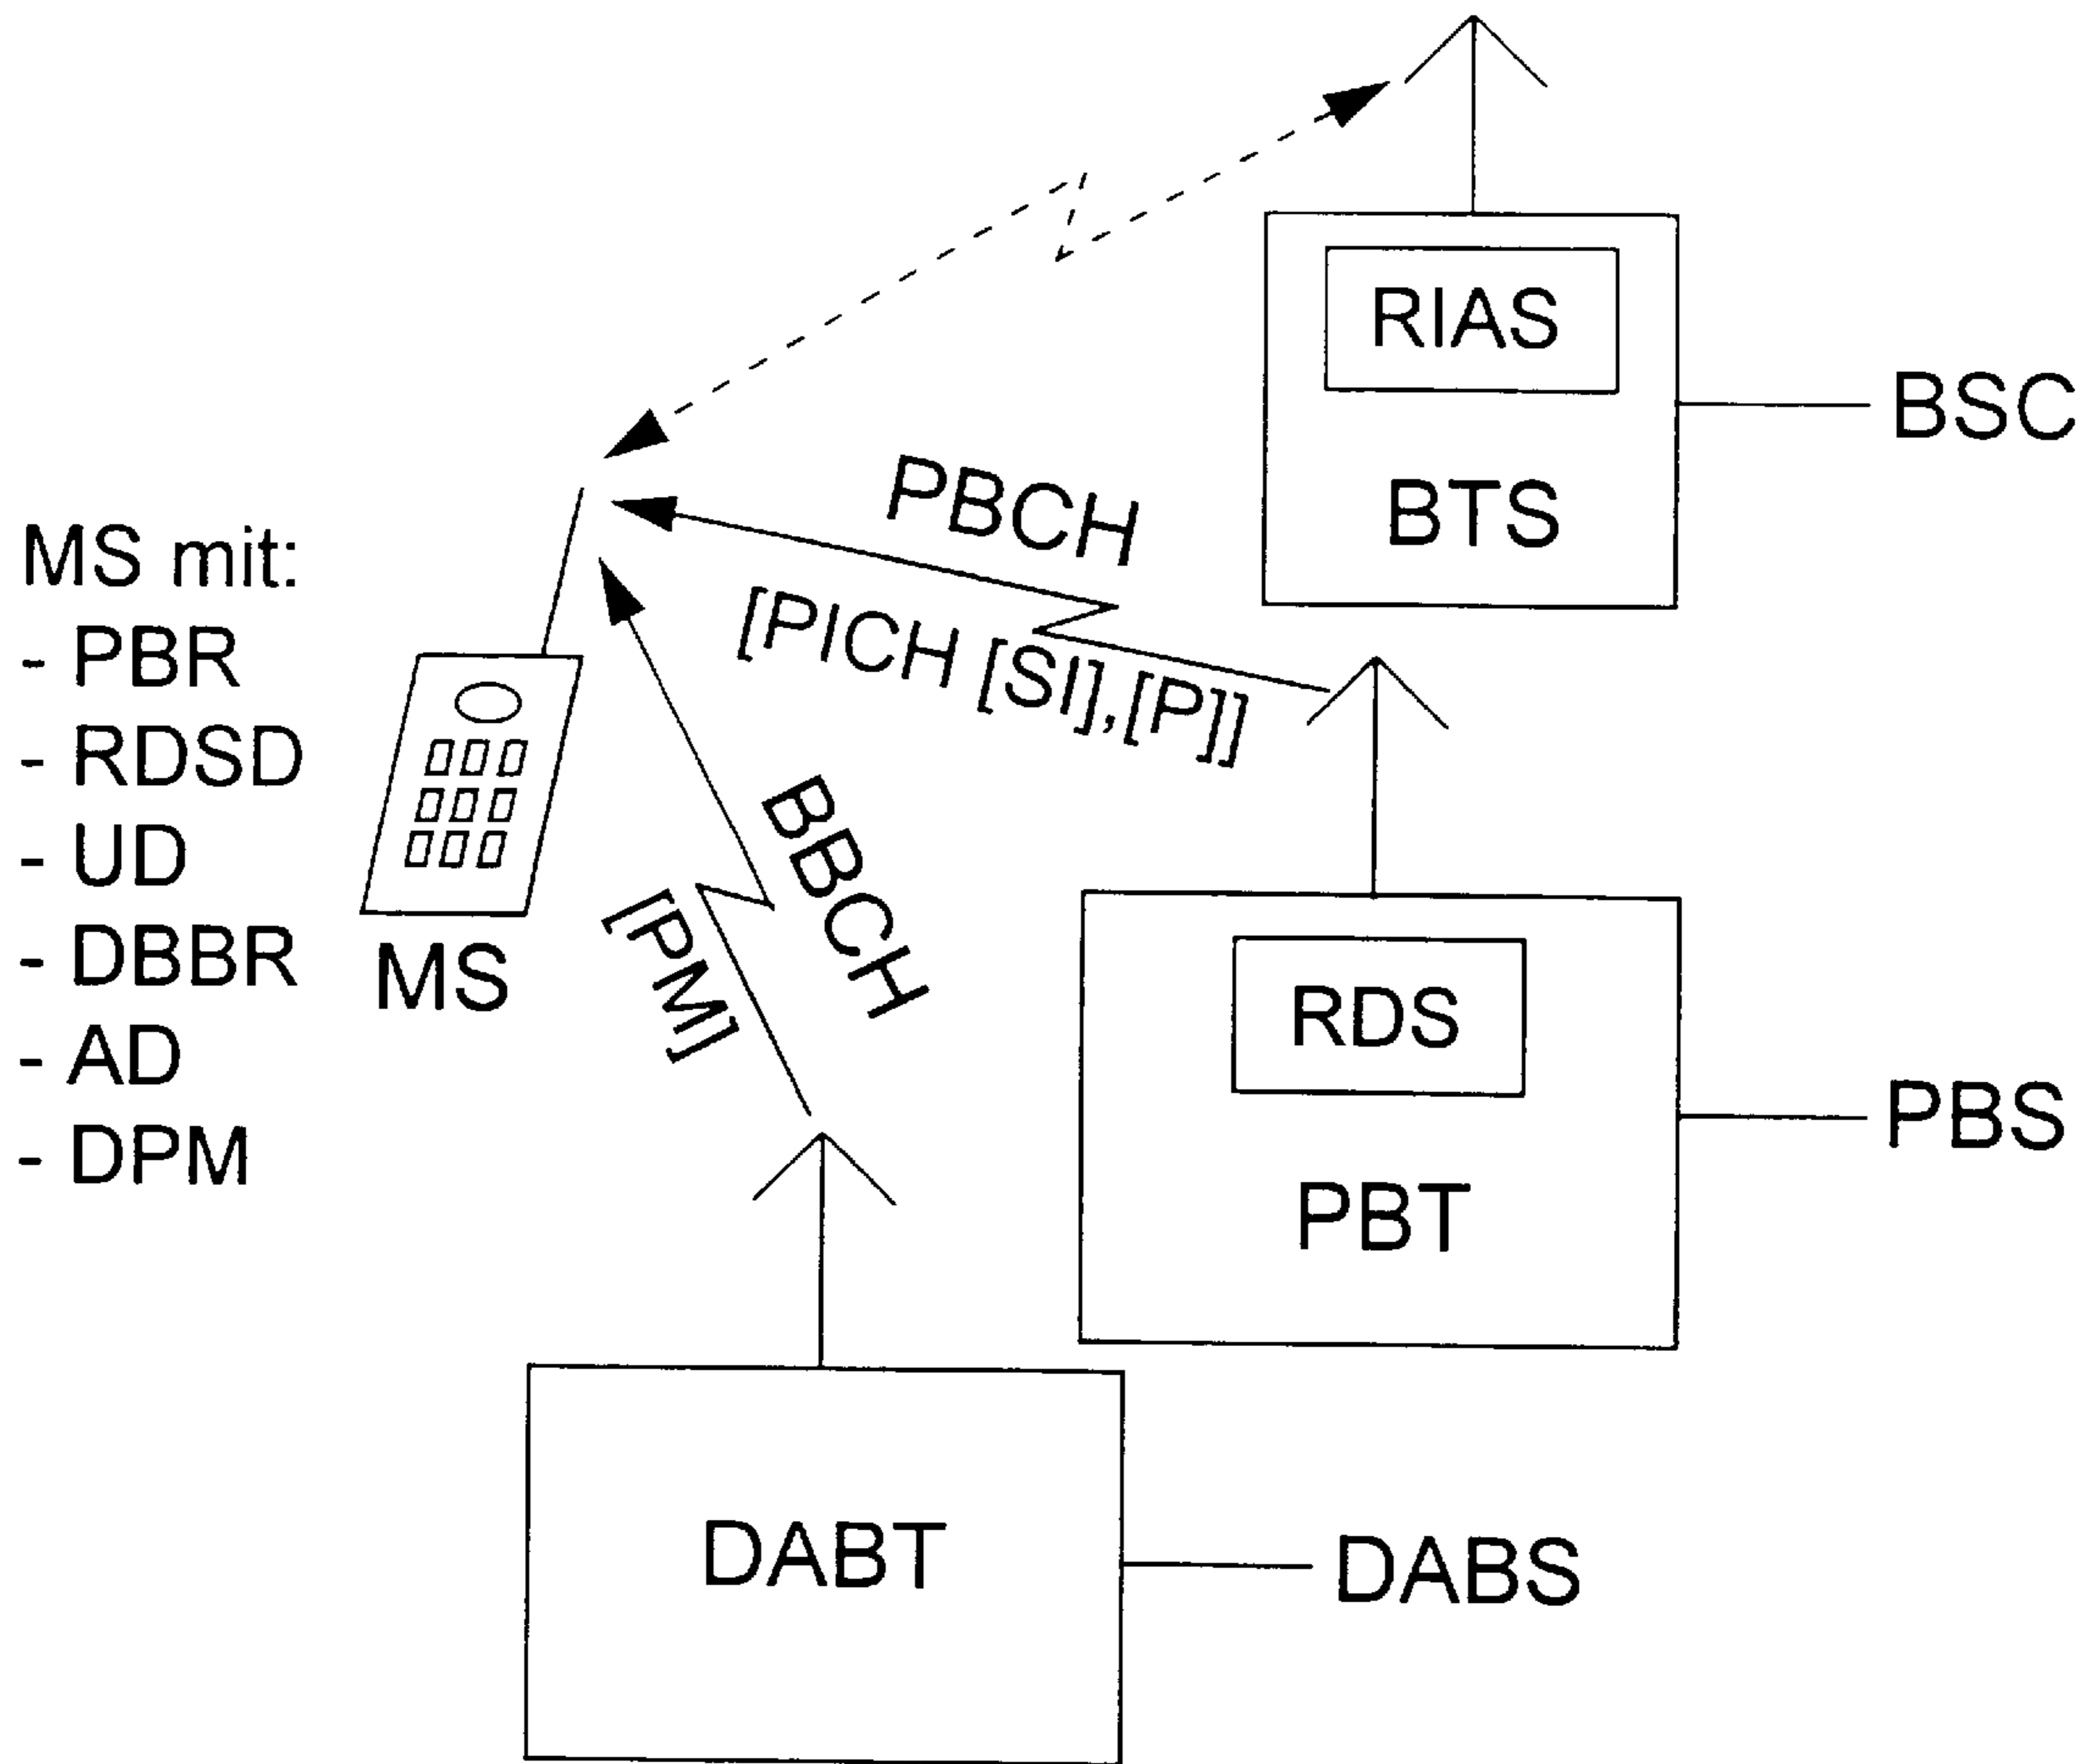 RIAS
BTS
BSC
PBCH
[PICH [SI],[P]]
MS mit:
- PBR
- RDSD
- UD
- DBBR
- AD
- DPM
MS
BBCH
[PM]
RDS
PBT
PBS
DABT
DABS